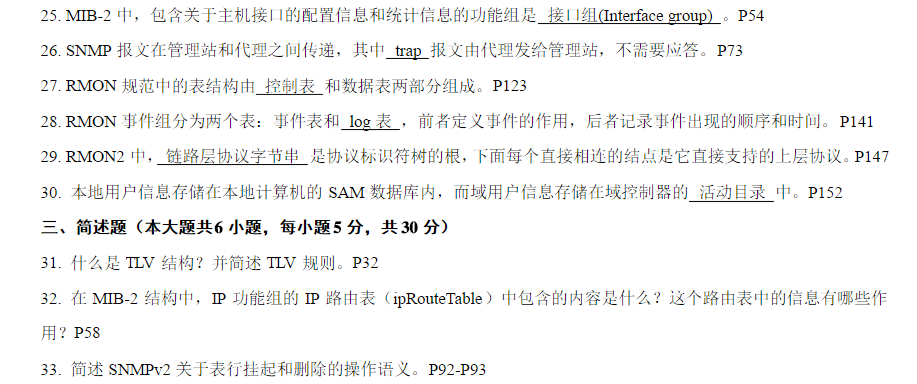 25. MIB-2 中，包含关于主机接口的配置信息和统计信息的功能组是 接口组(Interface group) 。P54
26. SNMP 报文在管理站和代理之间传递，其中 trap 报文由代理发给管理站，不需要应答。P73
27. RMON 规范中的表结构由 控制表 和数据表两部分组成。P123
28. RMON 事件组分为两个表：事件表和 log 表 ，前者定义事件的作用，后者记录事件出现的顺序和时间。P141
29. RMON2 中， 链路层协议字节串 是协议标识符树的根，下面每个直接相连的结点是它直接支持的上层协议。P147
30. 本地用户信息存储在本地计算机的 SAM 数据库内，而域用户信息存储在域控制器的 活动目录 中。P152
三、简述题（本大题共 6 小题，每小题 5 分，共 30 分）
31. 什么是 TLV 结构？并简述 TLV 规则。P32
32. 在 MIB-2 结构中，IP 功能组的 IP 路由表（ipRouteTable）中包含的内容是什么？这个路由表中的信息有哪些作
用？P58
33. 简述 SNMPv2 关于表行挂起和删除的操作语义。P92-P93